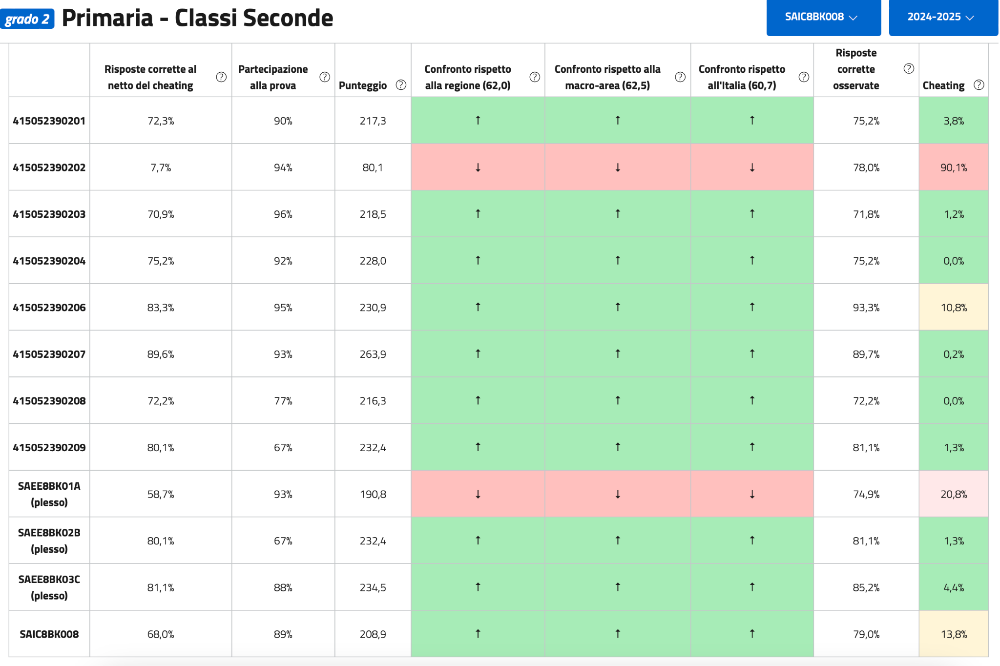 grado 2 Primaria - Classi Seconde SAIC8BK008 2024-2025
Risposte corrette al netto del cheating ? Partecipazione alla prova ? Punteggio ? Confronto rispetto alla regione (62,0) ? Confronto rispetto alla macro-area (62,5) ? Confronto rispetto all'Italia (60,7) ? Risposte corrette osservate ? Cheating ?
415052390201 72,3% 90% 217,3 ↑ ↑ ↑ 75,2% 3,8%
415052390202 7,7% 94% 80,1 ↓ ↓ ↓ 78,0% 90,1%
415052390203 70,9% 96% 218,5 ↑ ↑ ↑ 71,8% 1,2%
415052390204 75,2% 92% 228,0 ↑ ↑ ↑ 75,2% 0,0%
415052390206 83,3% 95% 230,9 ↑ ↑ ↑ 93,3% 10,8%
415052390207 89,6% 93% 263,9 ↑ ↑ ↑ 89,7% 0,2%
415052390208 72,2% 77% 216,3 ↑ ↑ ↑ 72,2% 0,0%
415052390209 80,1% 67% 232,4 ↑ ↑ ↑ 81,1% 1,3%
SAEE8BK01A (plesso) 58,7% 93% 190,8 ↓ ↓ ↓ 74,9% 20,8%
SAEE8BK02B (plesso) 80,1% 67% 232,4 ↑ ↑ ↑ 81,1% 1,3%
SAEE8BK03C (plesso) 81,1% 88% 234,5 ↑ ↑ ↑ 85,2% 4,4%
SAIC8BK008 68,0% 89% 208,9 ↑ ↑ ↑ 79,0% 13,8%